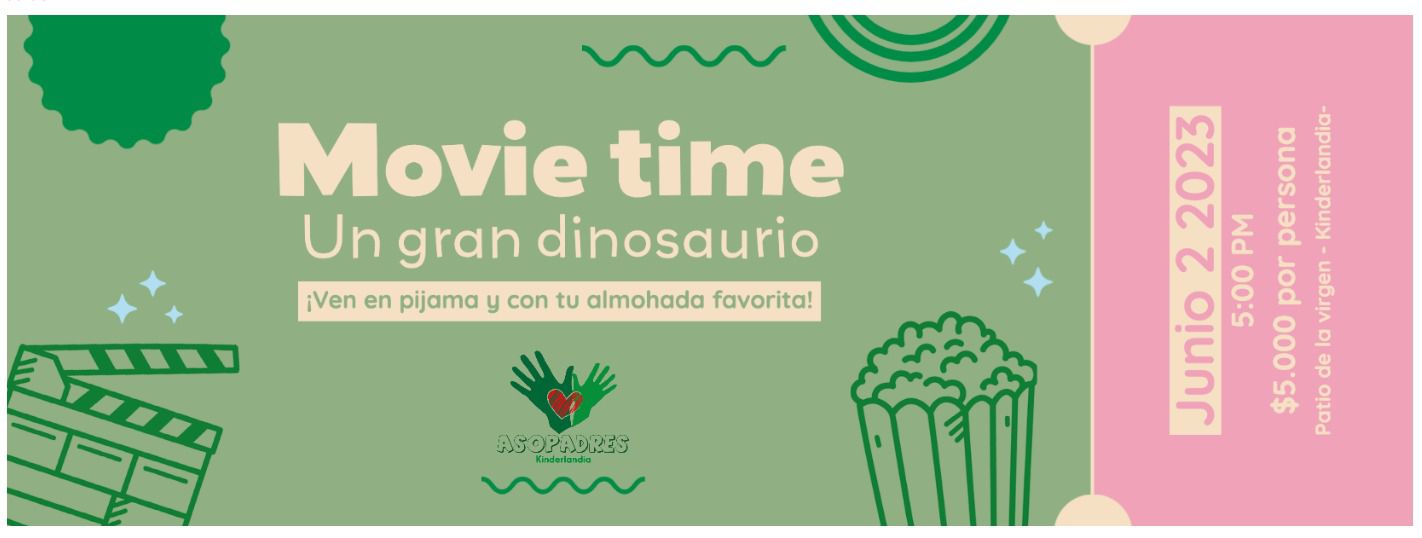 Movie time
Un gran dinosaurio
¡Ven en pijama y con tu almohada favorita!
ASOPADRES
Kinderlandia
Junio 2 2023
5:00 PM
$5.000 por persona
Patio de la virgen - Kinderlandia-